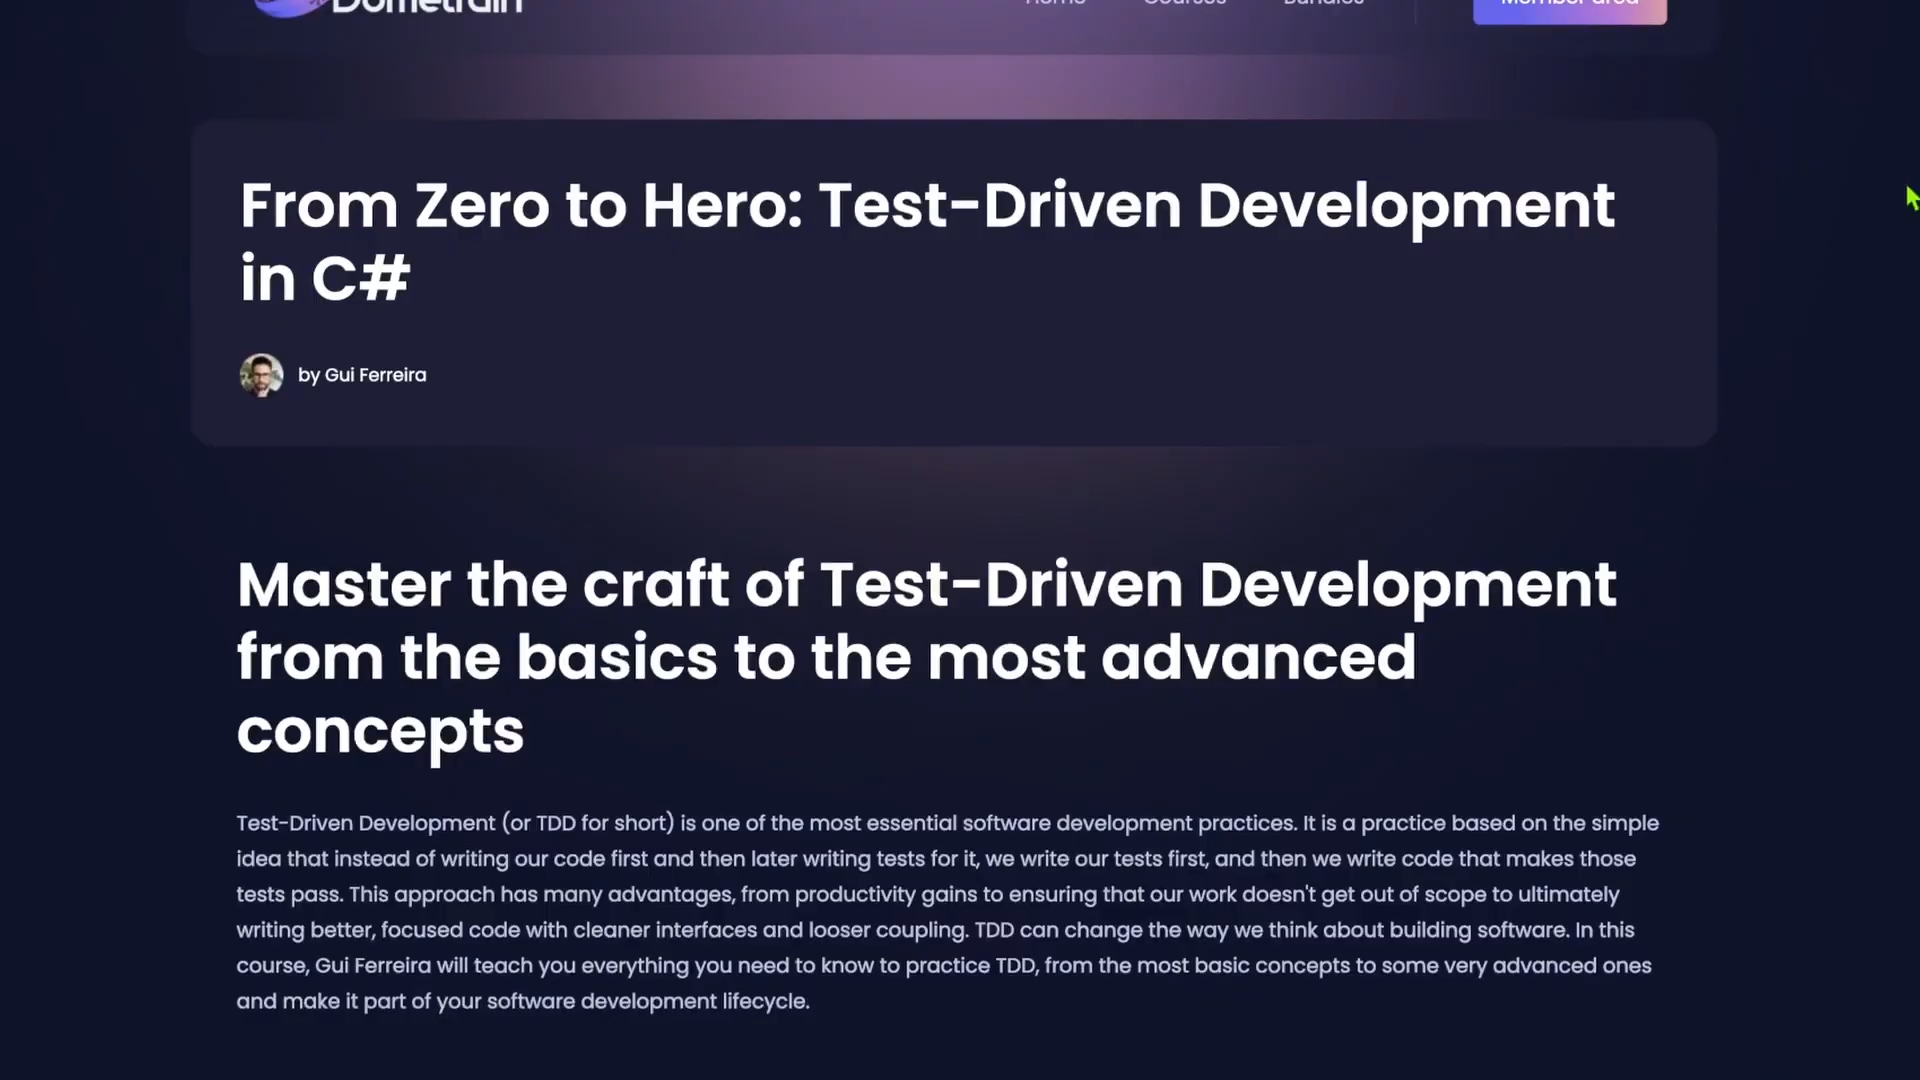 Dometrain
Home Courses Bundles Member area
From Zero to Hero: Test-Driven Development
in C#
by Gui Ferreira
Master the craft of Test-Driven Development
from the basics to the most advanced
concepts
Test-Driven Development (or TDD for short) is one of the most essential software development practices. It is a practice based on the simple
idea that instead of writing our code first and then later writing tests for it, we write our tests first, and then we write code that makes those
tests pass. This approach has many advantages, from productivity gains to ensuring that our work doesn't get out of scope to ultimately
writing better, focused code with cleaner interfaces and looser coupling. TDD can change the way we think about building software. In this
course, Gui Ferreira will teach you everything you need to know to practice TDD, from the most basic concepts to some very advanced ones
and make it part of your software development lifecycle.